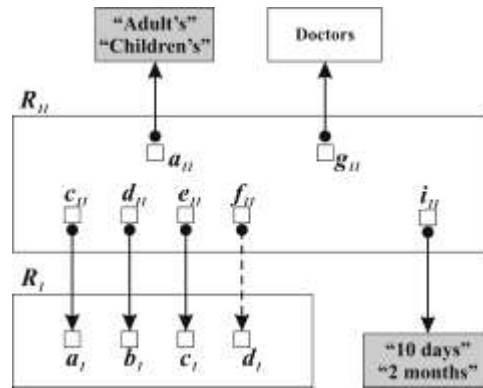 “Adult's”
“Children's”
Doctors
R_II
a_II
g_II
c_II d_II e_II f_II i_II
R_I
a_I b_I c_I d_I
“10 days”
“2 months”